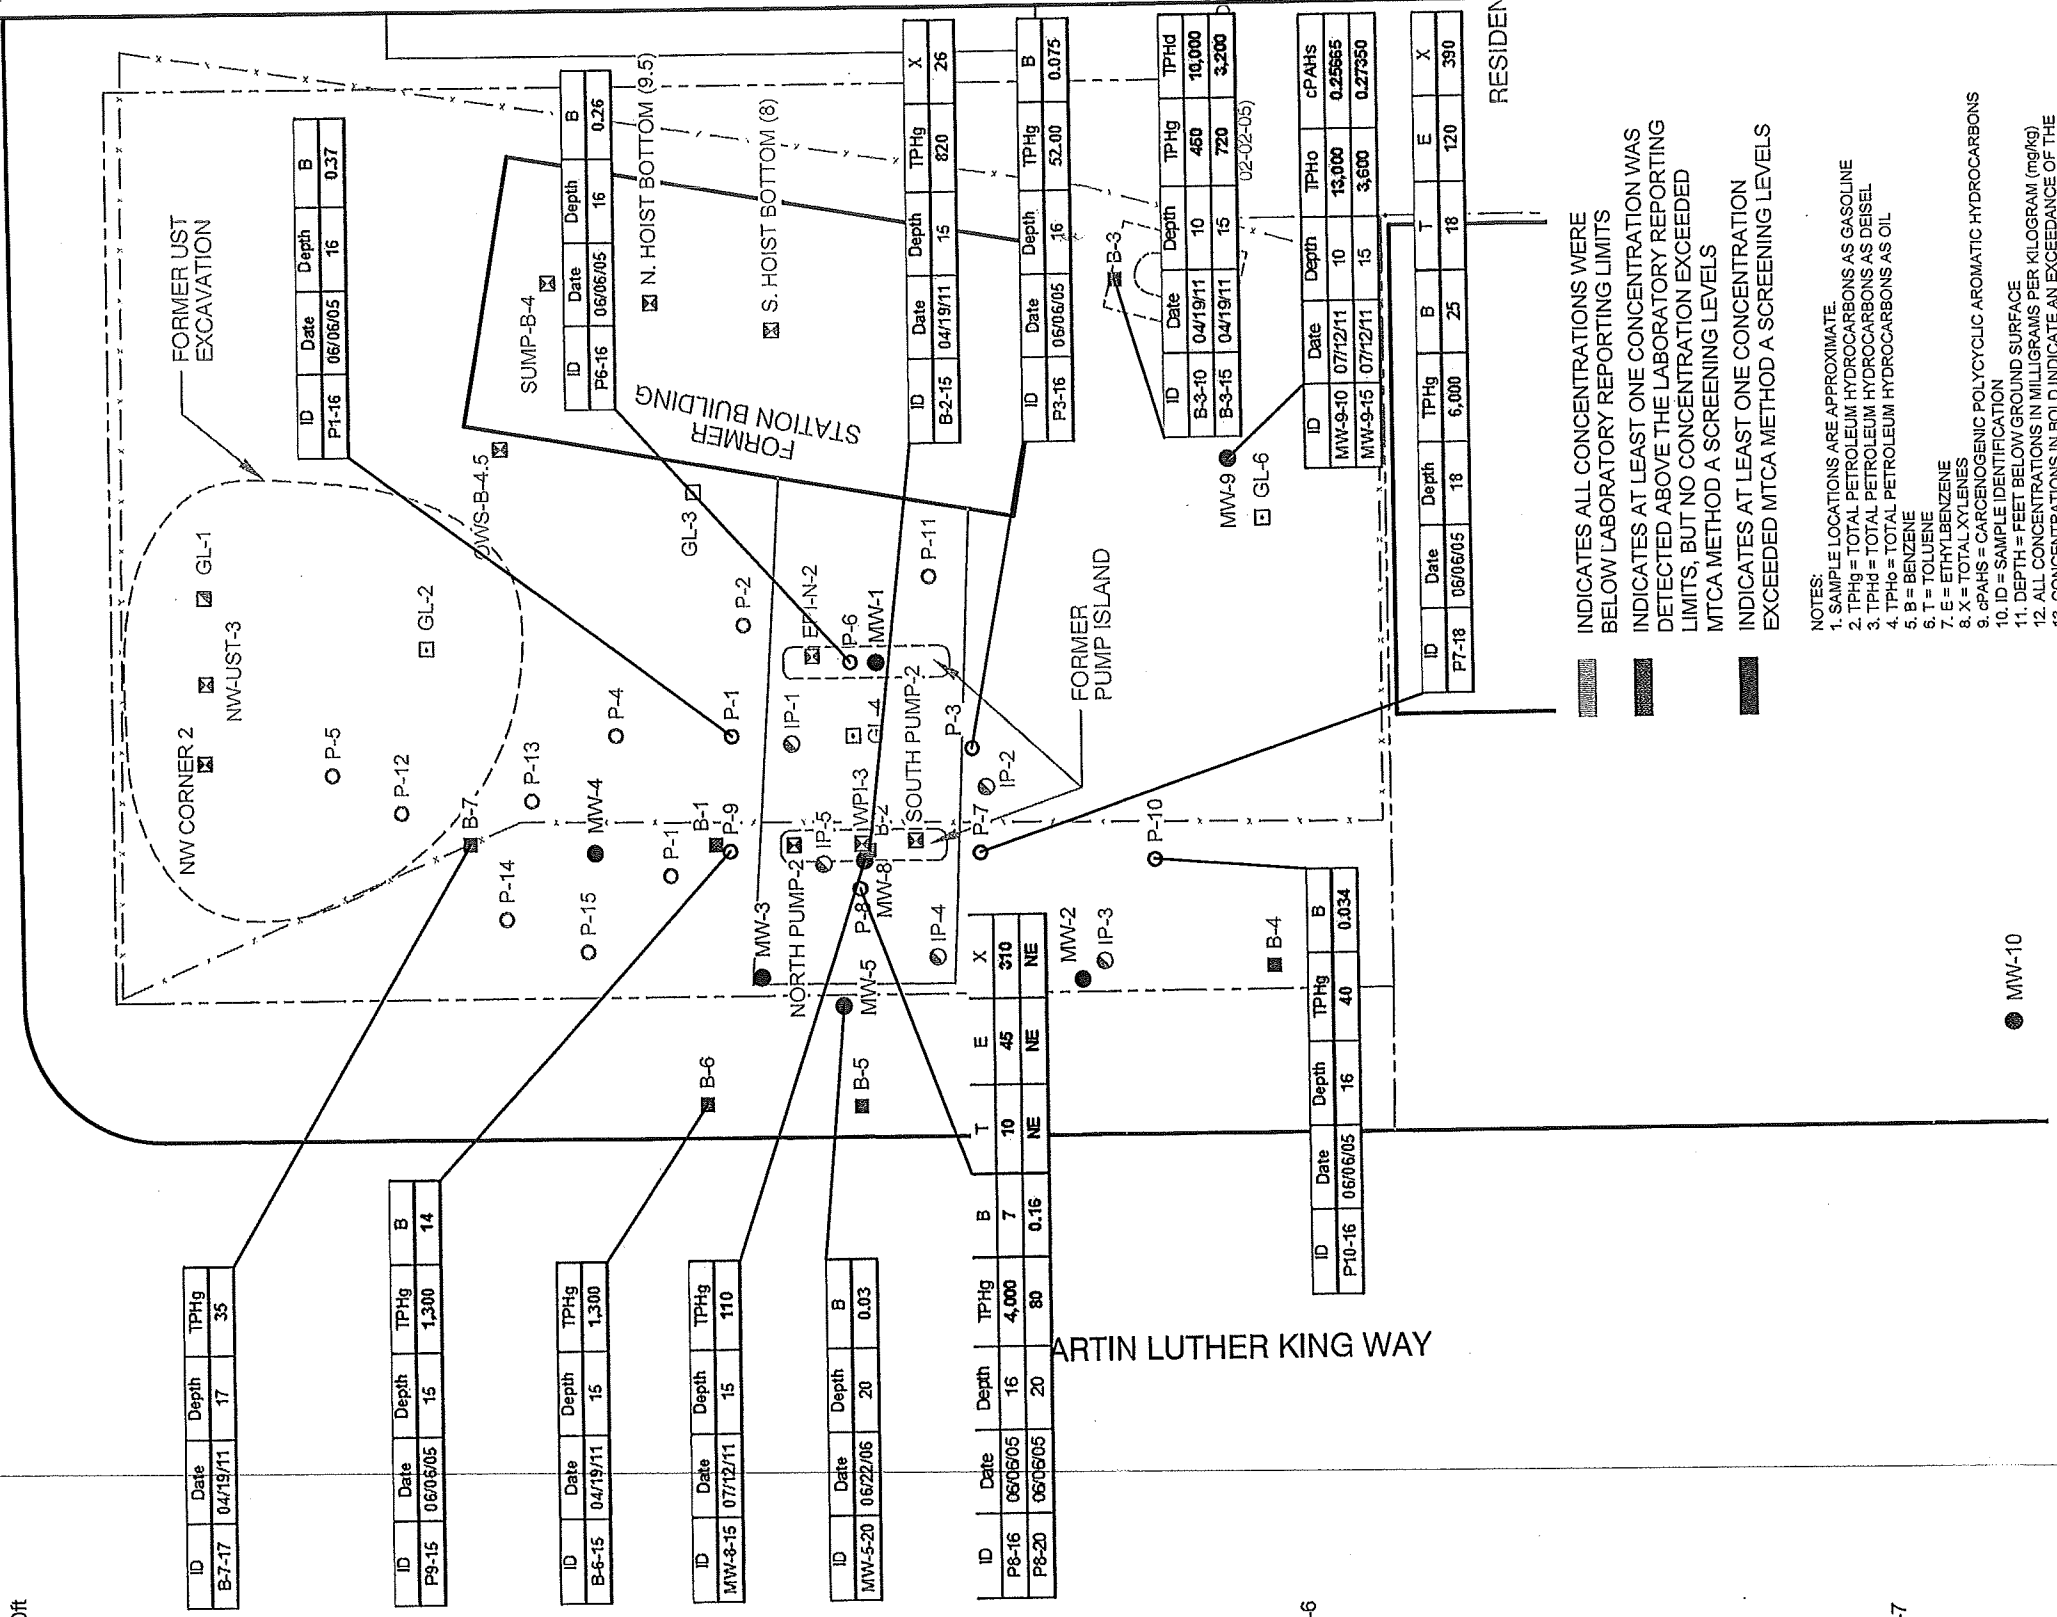 0ft
FORMER UST
EXCAVATION
ID Date Depth B
P1-16 06/06/05 16 0.37
GL-1
NW-UST-3
NW CORNER 2
GL-2
P-5
P-12
P-13
P-4
B-7
P-14
MW-4
P-15
P-1
B-1
P-9
P-1
OWS-B-4.5
SUMP-B-4
ID Date Depth B
P6-16 06/06/05 16 0.26
N. HOIST BOTTOM (9.5)
S. HOIST BOTTOM (8)
FORMER
STATION BUILDING
GL-3
P-2
P-11
IP-6
MW-1
IP-1
GL-4
SOUTH PUMP-2
P-3
IP-2
P-7
FORMER
PUMP ISLAND
MW-3
NORTH PUMP-2
IP-5
WPI-3
B-2
P-8
MW-8
MW-5
IP-4
MW-2
IP-3
P-10
B-4
B-6
B-5
ID Date Depth TPHg X
B-2-15 04/19/11 15 820 26
ID Date Depth TPHg B
P3-16 06/06/05 16 52.00 0.075
B-3
02-02-05)
ID Date Depth TPHg TPHd
B-3-10 04/19/11 10 460 10,000
B-3-15 04/19/11 15 720 3,200
MW-9
GL-6
ID Date Depth TPHo cPAHs
MW-9-10 07/12/11 10 13,000 0.25665
MW-9-15 07/12/11 15 3,600 0.27350
ID Date Depth TPHg B T E X
P7-18 06/06/05 18 6,000 25 18 120 390
RESIDEN
ID Date Depth TPHg
B-7-17 04/19/11 17 35
ID Date Depth TPHg B
P9-15 06/06/05 15 1,300 14
ID Date Depth TPHg
B-6-15 04/19/11 15 1,300
ID Date Depth TPHg
MW-8-15 07/12/11 15 110
ID Date Depth B
MW-5-20 06/22/06 20 0.03
ID Date Depth TPHg B T E X
P8-16 06/06/05 16 4,000 7 10 45 310
P8-20 06/06/05 20 80 0.16 NE NE NE
ID Date Depth TPHg B
P10-16 06/06/05 16 40 0.034
ARTIN LUTHER KING WAY
MW-10
-6
-7
INDICATES ALL CONCENTRATIONS WERE
BELOW LABORATORY REPORTING LIMITS
INDICATES AT LEAST ONE CONCENTRATION WAS
DETECTED ABOVE THE LABORATORY REPORTING
LIMITS, BUT NO CONCENTRATION EXCEEDED
MTCA METHOD A SCREENING LEVELS
INDICATES AT LEAST ONE CONCENTRATION
EXCEEDED MTCA METHOD A SCREENING LEVELS
NOTES:
1. SAMPLE LOCATIONS ARE APPROXIMATE.
2. TPHg = TOTAL PETROLEUM HYDROCARBONS AS GASOLINE
3. TPHd = TOTAL PETROLEUM HYDROCARBONS AS DEISEL
4. TPHo = TOTAL PETROLEUM HYDROCARBONS AS OIL
5. B = BENZENE
6. T = TOLUENE
7. E = ETHYLBENZENE
8. X = TOTAL XYLENES
9. cPAHS = CARCENOGENIC POLYCYCLIC AROMATIC HYDROCARBONS
10. ID = SAMPLE IDENTIFICATION
11. DEPTH = FEET BELOW GROUND SURFACE
12. ALL CONCENTRATIONS IN MILLIGRAMS PER KILOGRAM (mg/kg)
13. CONCENTRATIONS IN BOLD INDICATE AN EXCEEDANCE OF THE